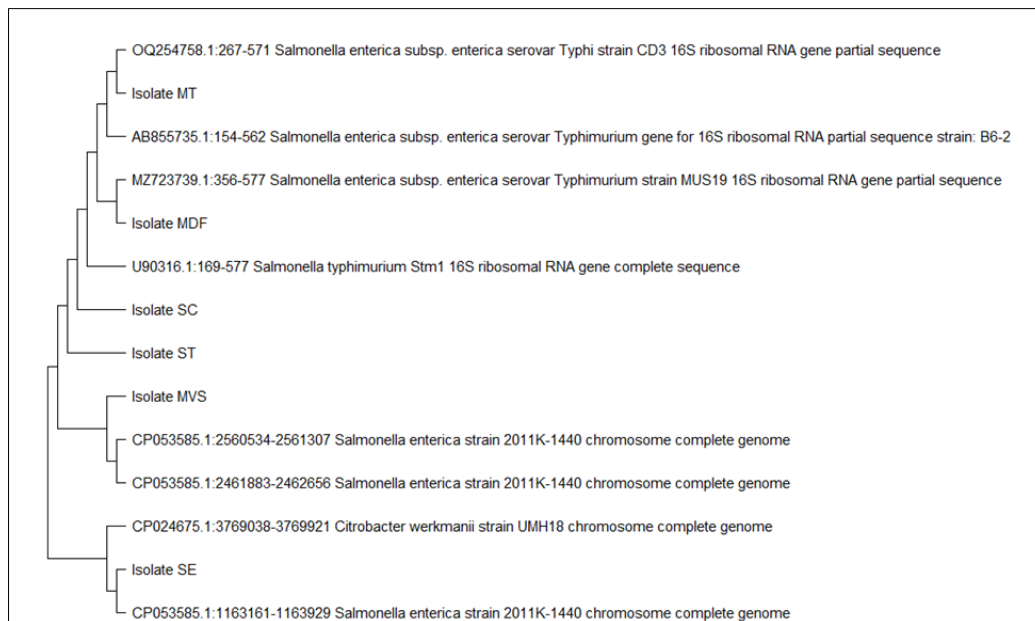 OQ254758.1:267-571 Salmonella enterica subsp. enterica serovar Typhi strain CD3 16S ribosomal RNA gene partial sequence
Isolate MT
AB855735.1:154-562 Salmonella enterica subsp. enterica serovar Typhimurium gene for 16S ribosomal RNA partial sequence strain: B6-2
MZ723739.1:356-577 Salmonella enterica subsp. enterica serovar Typhimurium strain MUS19 16S ribosomal RNA gene partial sequence
Isolate MDF
U90316.1:169-577 Salmonella typhimurium Stm1 16S ribosomal RNA gene complete sequence
Isolate SC
Isolate ST
Isolate MVS
CP053585.1:2560534-2561307 Salmonella enterica strain 2011K-1440 chromosome complete genome
CP053585.1:2461883-2462656 Salmonella enterica strain 2011K-1440 chromosome complete genome
CP024675.1:3769038-3769921 Citrobacter werkmanii strain UMH18 chromosome complete genome
Isolate SE
CP053585.1:1163161-1163929 Salmonella enterica strain 2011K-1440 chromosome complete genome